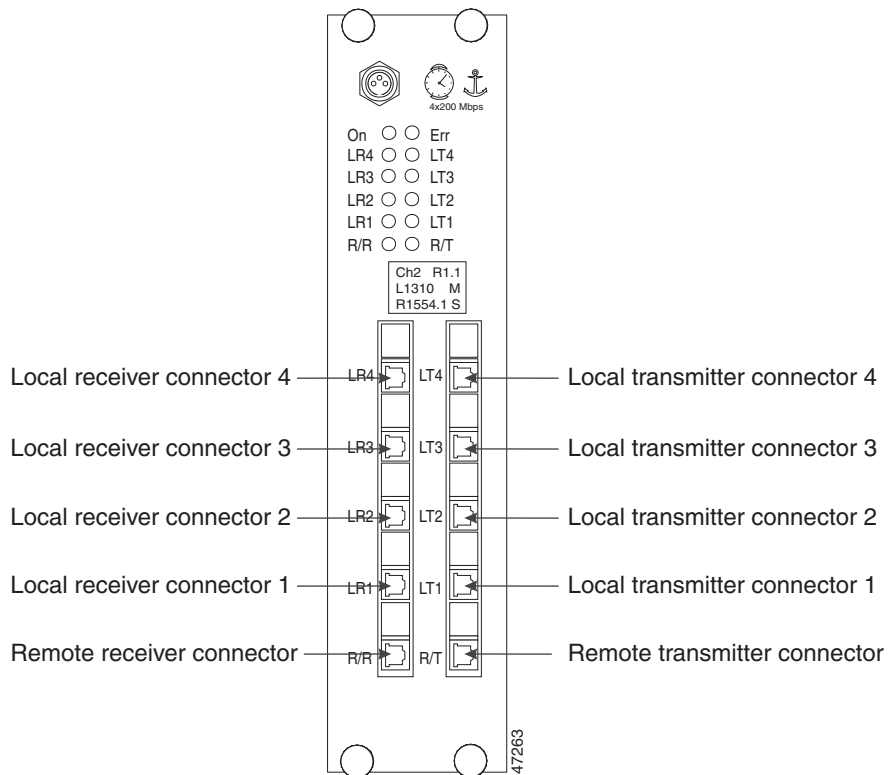 4x200 Mbps
On Err
LR4 LT4
LR3 LT3
LR2 LT2
LR1 LT1
R/R R/T
Ch2 R1.1
L1310 M
R1554.1 S
Local receiver connector 4 LR4 LT4 Local transmitter connector 4
Local receiver connector 3 LR3 LT3 Local transmitter connector 3
Local receiver connector 2 LR2 LT2 Local transmitter connector 2
Local receiver connector 1 LR1 LT1 Local transmitter connector 1
Remote receiver connector R/R R/T Remote transmitter connector
47263